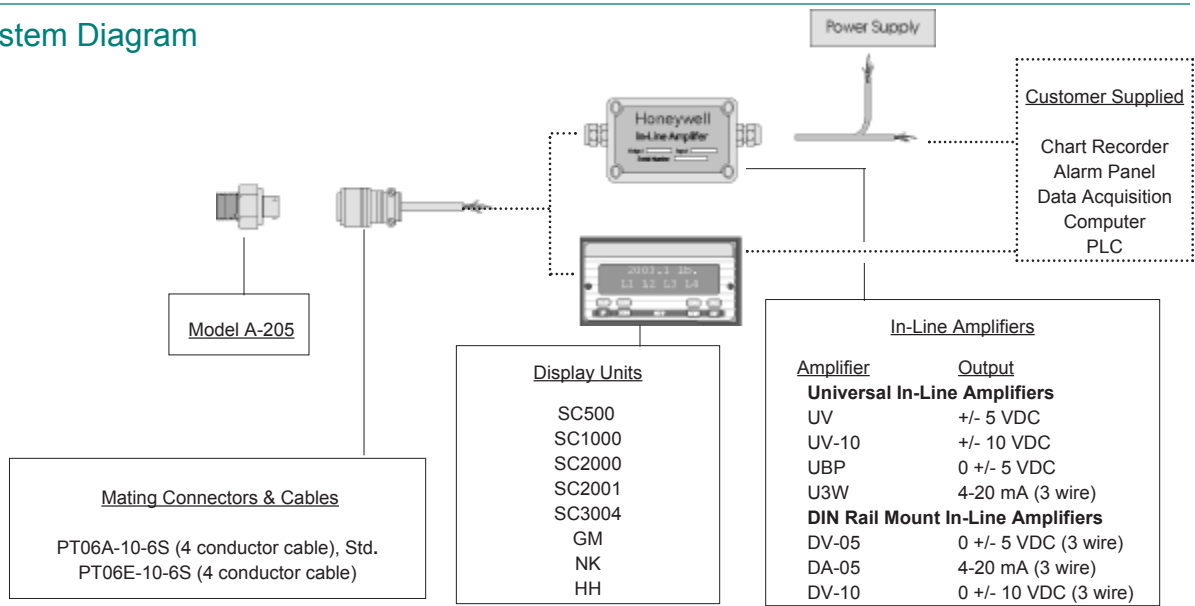 stem Diagram
Power Supply
Customer Supplied
Chart Recorder
Alarm Panel
Data Acquisition
Computer
PLC
Honeywell
In-Line Amplifier
Output Input
Serial Number
2003.1 lb.
L1 L2 L3 L4
Model A-205
Mating Connectors & Cables
PT06A-10-6S (4 conductor cable), Std.
PT06E-10-6S (4 conductor cable)
Display Units
SC500
SC1000
SC2000
SC2001
SC3004
GM
NK
HH
In-Line Amplifiers
Amplifier Output
Universal In-Line Amplifiers
UV +/- 5 VDC
UV-10 +/- 10 VDC
UBP 0 +/- 5 VDC
U3W 4-20 mA (3 wire)
DIN Rail Mount In-Line Amplifiers
DV-05 0 +/- 5 VDC (3 wire)
DA-05 4-20 mA (3 wire)
DV-10 0 +/- 10 VDC (3 wire)